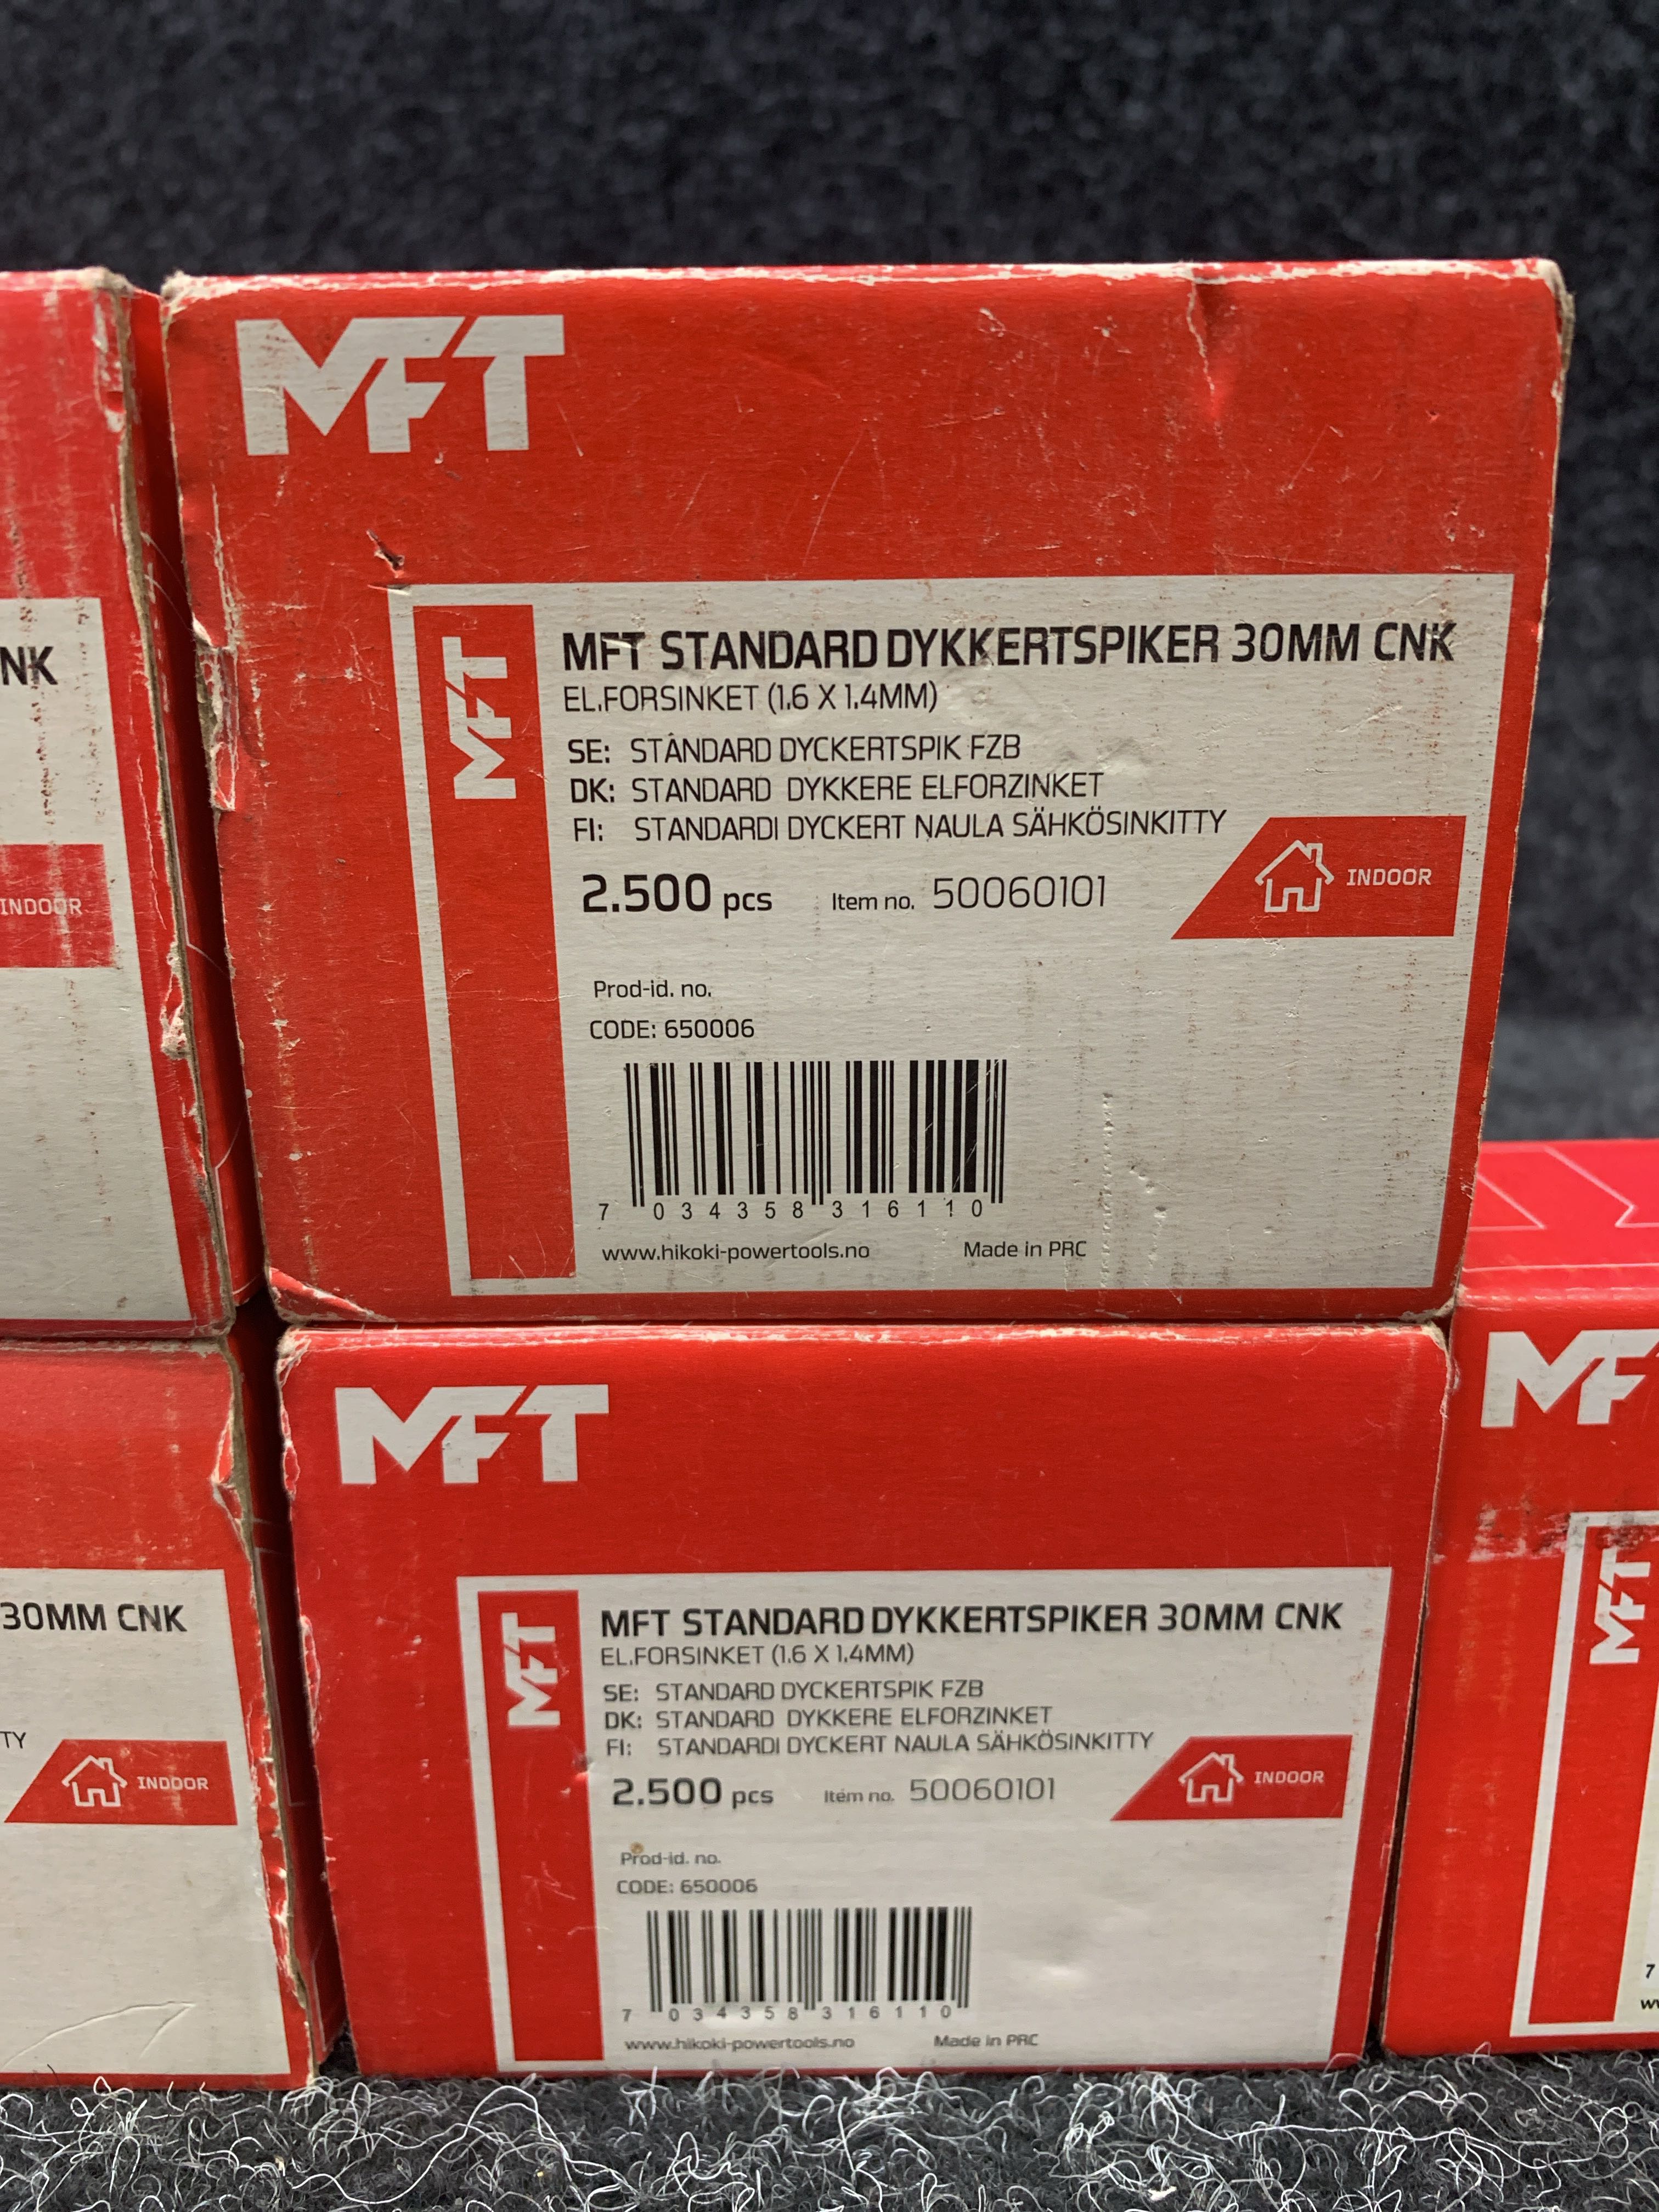 MFT
NK
INDOOR
MFT
MFT STANDARD DYKKERTSPIKER 30MM CNK
EL.FORSINKET (1.6 X 1.4MM)
SE: STANDARD DYCKERTSPIK FZB
DK: STANDARD DYKKERE ELFORZINKET
FI: STANDARDI DYCKERT NAULA SÄHKÖSINKITTY
2.500 pcs Item no. 50060101
INDOOR
Prod-id. no.
CODE: 650006
7 034358 316110
www.hikoki-powertools.no Made in PRC
MFT
30MM CNK
TY
INDOOR
MFT
MFT STANDARD DYKKERTSPIKER 30MM CNK
EL.FORSINKET (1.6 X 1.4MM)
SE: STANDARD DYCKERTSPIK FZB
DK: STANDARD DYKKERE ELFORZINKET
FI: STANDARDI DYCKERT NAULA SÄHKÖSINKITTY
2.500 pcs Item no. 50060101
INDOOR
Prod-id. no.
CODE: 650006
7 034358 316110
www.hikoki-powertools.no Made in PRC
MF
MFT
7